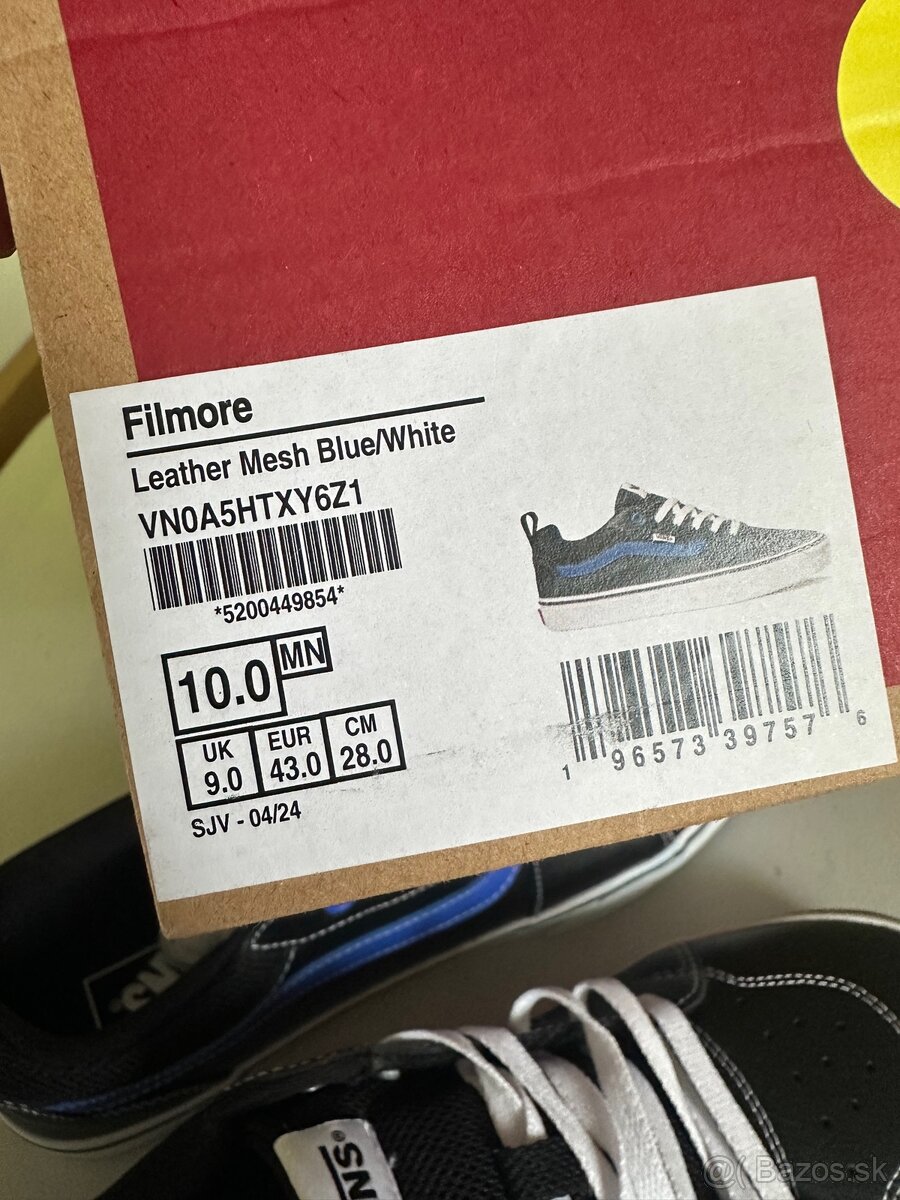 Filmore
Leather Mesh Blue/White
VN0A5HTXY6Z1
*5200449854*
10.0 MN
UK EUR CM
9.0 43.0 28.0
SJV - 04/24
1 96573 39757 6
@( Bazos.sk